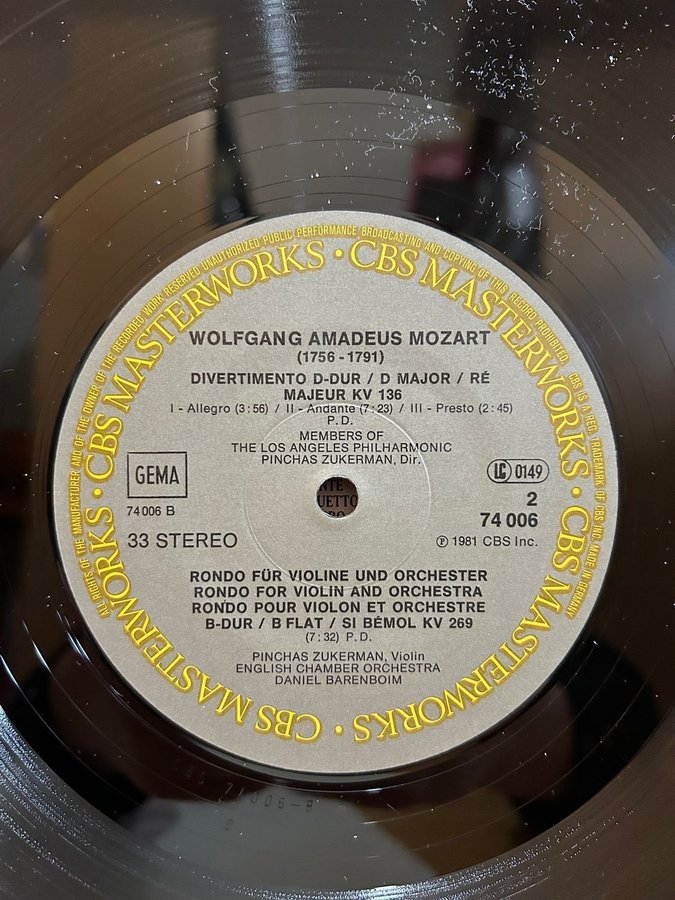 ALL RIGHTS OF THE MANUFACTURER AND OF THE OWNER OF THE RECORDED WORK RESERVED UNAUTHORIZED PUBLIC PERFORMANCE BROADCASTING AND COPYING OF THIS RECORD PROHIBITED. CBS IS A REG. TRADEMARK OF CBS INC. MADE IN GERMANY
CBS MASTERWORKS · CBS MASTERWORKS · CBS MASTERWORKS · CBS MASTERWORKS · CBS MASTERWORKS ·
WOLFGANG AMADEUS MOZART
(1756 - 1791)
DIVERTIMENTO D-DUR / D MAJOR / RÉ
MAJEUR KV 136
I - Allegro (3:56) / II - Andante (7:23) / III - Presto (2:45)
P.D.
MEMBERS OF
THE LOS ANGELES PHILHARMONIC
PINCHAS ZUKERMAN, Dir.
GEMA
LC 0149
74006 B
2
74 006
33 STEREO
℗ 1981 CBS Inc.
UETTO
RONDO FÜR VIOLINE UND ORCHESTER
RONDO FOR VIOLIN AND ORCHESTRA
RONDO POUR VIOLON ET ORCHESTRE
B-DUR / B FLAT / SI BÉMOL KV 269
(7:32) P.D.
PINCHAS ZUKERMAN, Violin
ENGLISH CHAMBER ORCHESTRA
DANIEL BARENBOIM